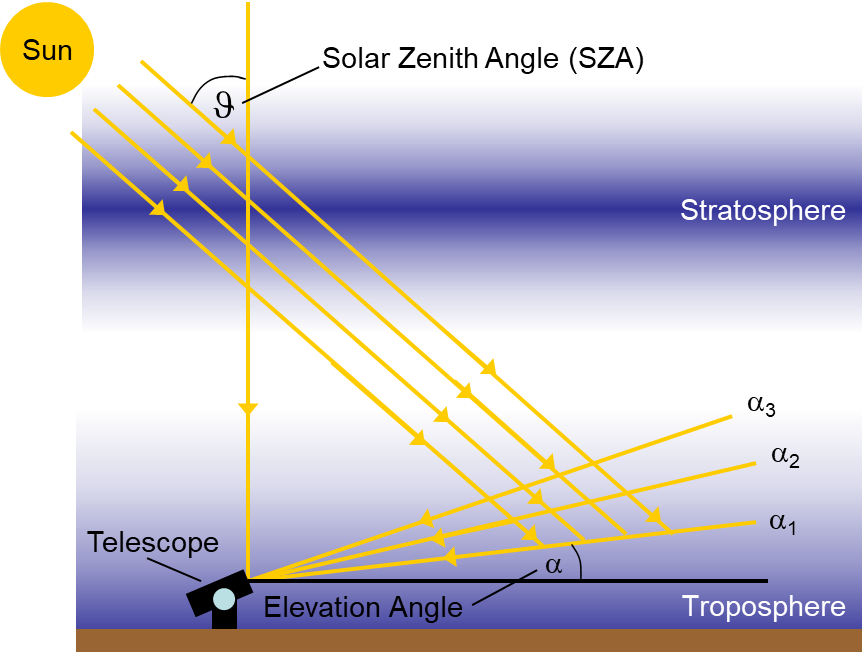 Sun
Solar Zenith Angle (SZA)
ϑ
Stratosphere
α3
α2
α1
Telescope
α
Elevation Angle
Troposphere